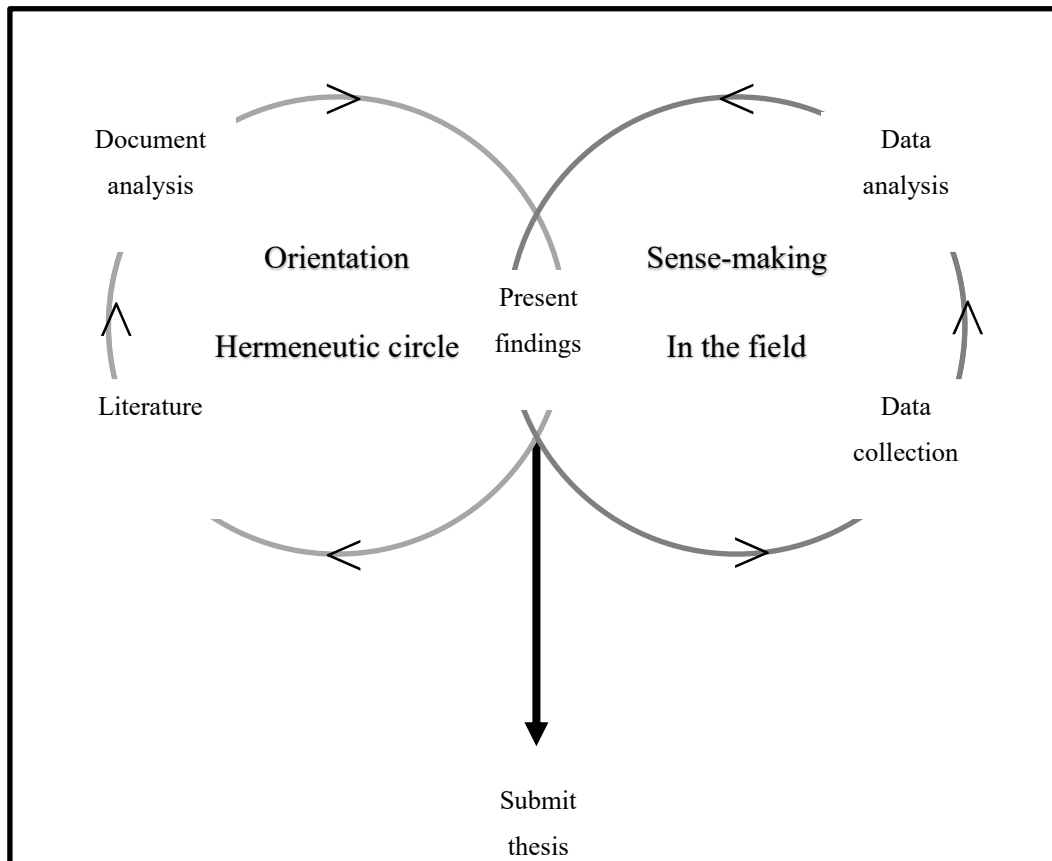 Document
analysis
Data
analysis
Orientation
Sense-making
Present
findings
Hermeneutic circle
In the field
Literature
Data
collection
Submit
thesis